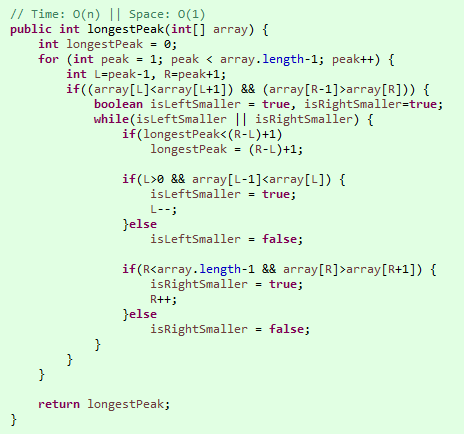 // Time: O(n) || Space: O(1)
public int longestPeak(int[] array) {
    int longestPeak = 0;
    for (int peak = 1; peak < array.length-1; peak++) {
        int L=peak-1, R=peak+1;
        if((array[L]<array[L+1]) && (array[R-1]>array[R])) {
            boolean isLeftSmaller = true, isRightSmaller=true;
            while(isLeftSmaller || isRightSmaller) {
                if(longestPeak<(R-L)+1)
                    longestPeak = (R-L)+1;

                if(L>0 && array[L-1]<array[L]) {
                    isLeftSmaller = true;
                    L--;
                }else
                    isLeftSmaller = false;

                if(R<array.length-1 && array[R]>array[R+1]) {
                    isRightSmaller = true;
                    R++;
                }else
                    isRightSmaller = false;
            }
        }
    }

    return longestPeak;
}